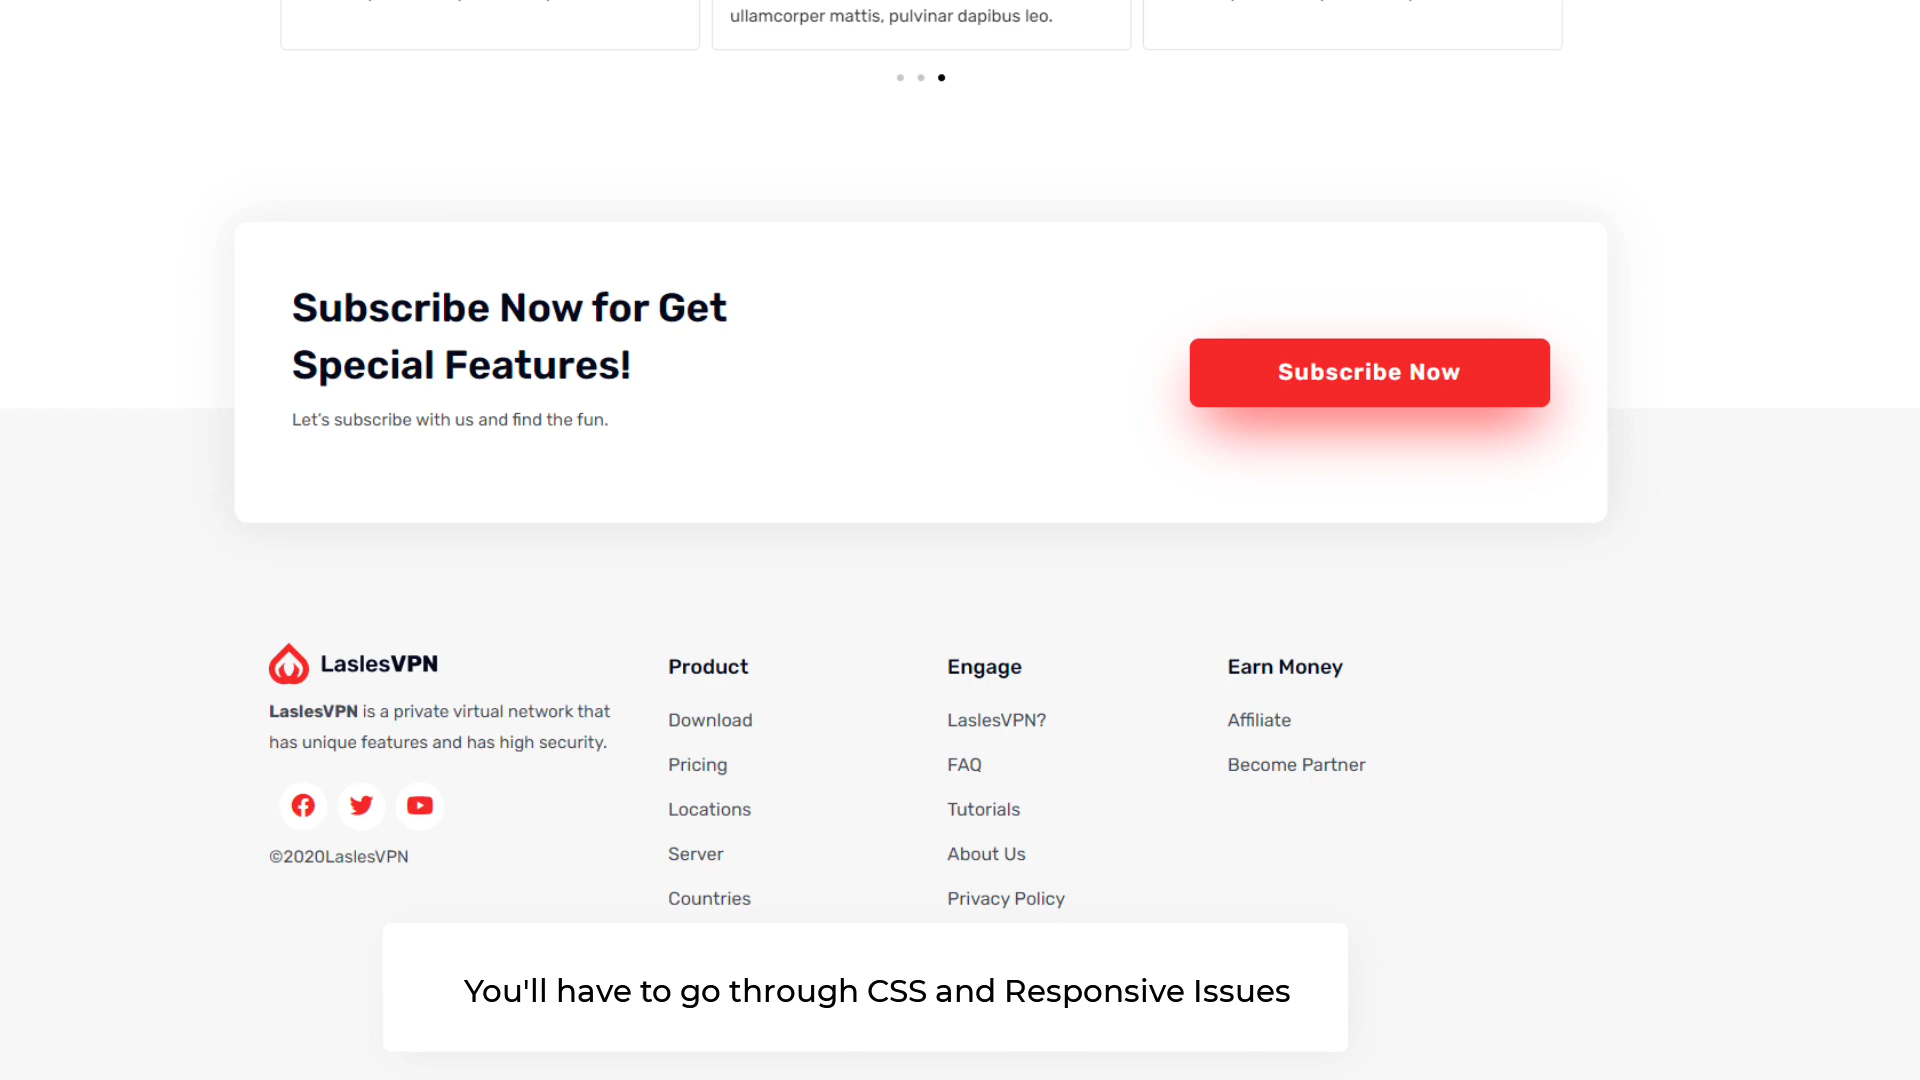 ullamcorper mattis, pulvinar dapibus leo.
Subscribe Now for Get
Special Features!
Let's subscribe with us and find the fun.
Subscribe Now
LaslesVPN
LaslesVPN is a private virtual network that
has unique features and has high security.
©2020LaslesVPN
Product
Download
Pricing
Locations
Server
Countries
Engage
LaslesVPN?
FAQ
Tutorials
About Us
Privacy Policy
Earn Money
Affiliate
Become Partner
You'll have to go through CSS and Responsive Issues